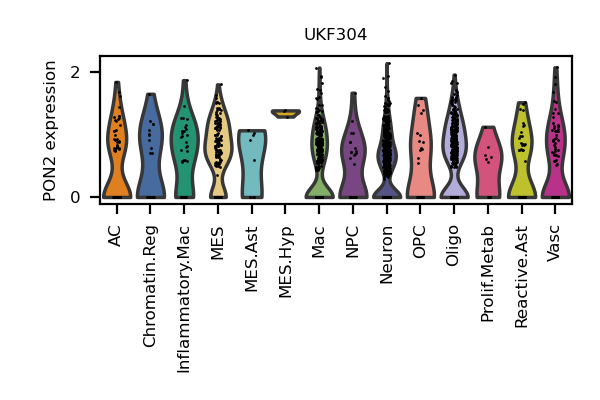 UKF304
PON2 expression
2
0
AC
Chromatin.Reg
Inflammatory.Mac
MES
MES.Ast
MES.Hyp
Mac
NPC
Neuron
OPC
Oligo
Prolif.Metab
Reactive.Ast
Vasc